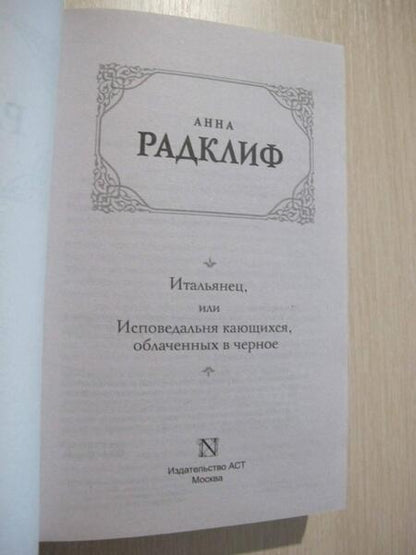 АННА
РАДКЛИФ
Итальянец,
или
Исповедальня кающихся,
облаченных в черное
N
Издательство АСТ
Москва